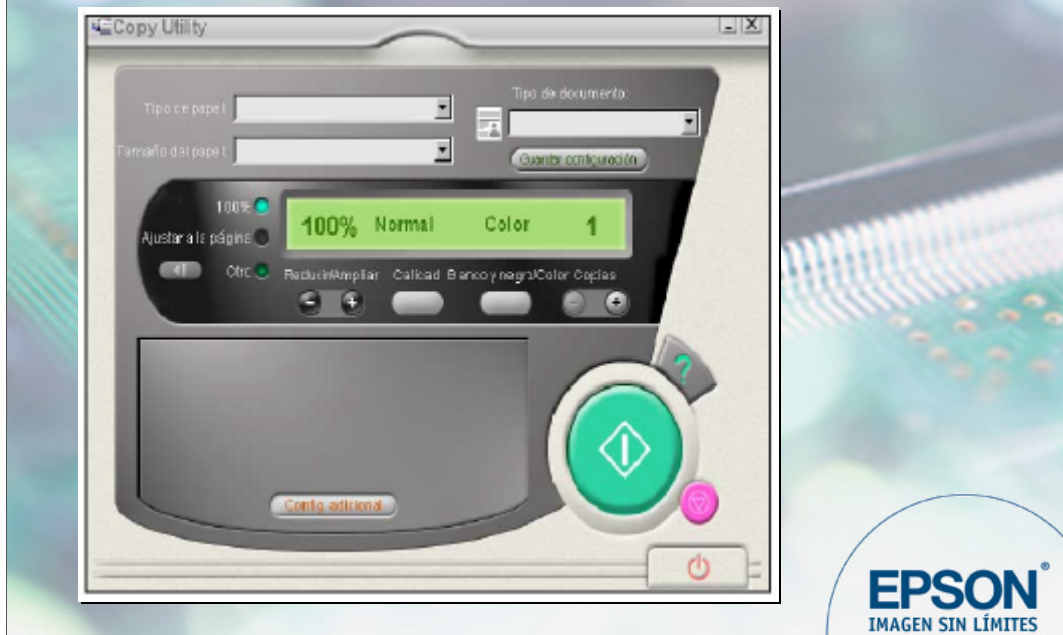 Copy Utility
Tipo de papel:
Tipo de documento:
Tamaño del papel:
Guardar configuración
100%
Ajustar a la página
Otro
100% Normal Color 1
Reducir/Ampliar Calidad Blanco y negro/Color Copias
Config. adicional
?
EPSON®
IMAGEN SIN LÍMITES